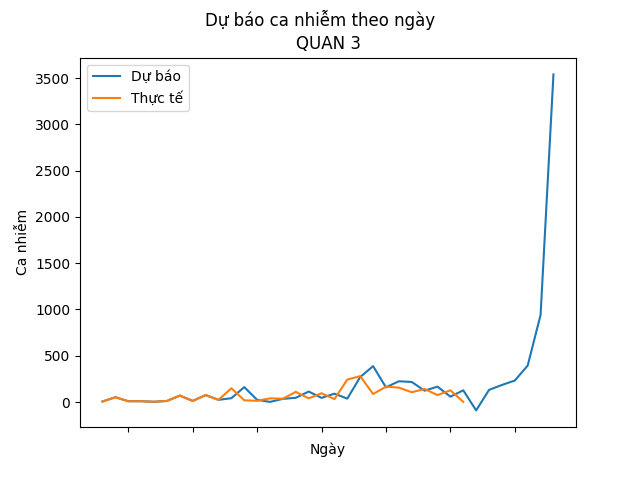 Dự báo ca nhiễm theo ngày
QUAN 3
Dự báo
Thực tế
3500
3000
2500
2000
1500
1000
500
0
Ca nhiễm
Ngày